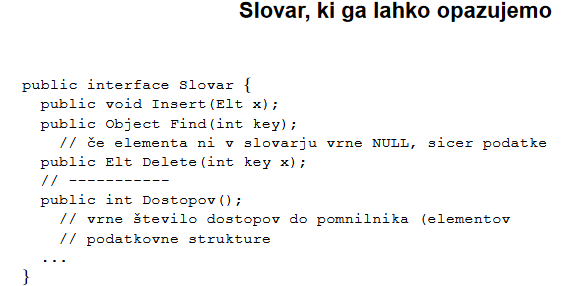 Slovar, ki ga lahko opazujemo
public interface Slovar {
public void Insert(Elt x);
public Object Find(int key);
// če elementa ni v slovarju vrne NULL, sicer podatke
public Elt Delete(int key x);
// -----------
public int Dostopov();
// vrne število dostopov do pomnilnika (elementov
// podatkovne strukture
...
}